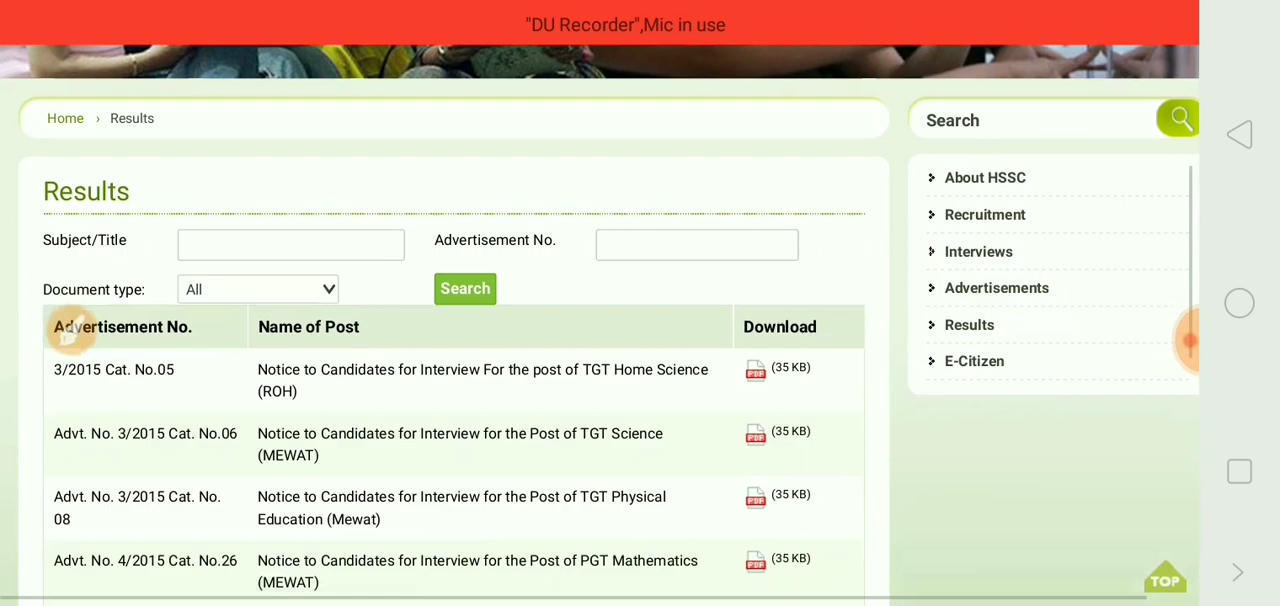 "DU Recorder",Mic in use
Home › Results
Search
Results
Subject/Title
Advertisement No.
Document type:
All
Search
Advertisement No.
Name of Post
Download
3/2015 Cat. No.05
Notice to Candidates for Interview For the post of TGT Home Science
(ROH)
PDF (35 KB)
Advt. No. 3/2015 Cat. No.06
Notice to Candidates for Interview for the Post of TGT Science
(MEWAT)
PDF (35 KB)
Advt. No. 3/2015 Cat. No.
08
Notice to Candidates for Interview for the Post of TGT Physical
Education (Mewat)
PDF (35 KB)
Advt. No. 4/2015 Cat. No.26
Notice to Candidates for Interview for the Post of PGT Mathematics
(MEWAT)
PDF (35 KB)
About HSSC
Recruitment
Interviews
Advertisements
Results
E-Citizen
TOP